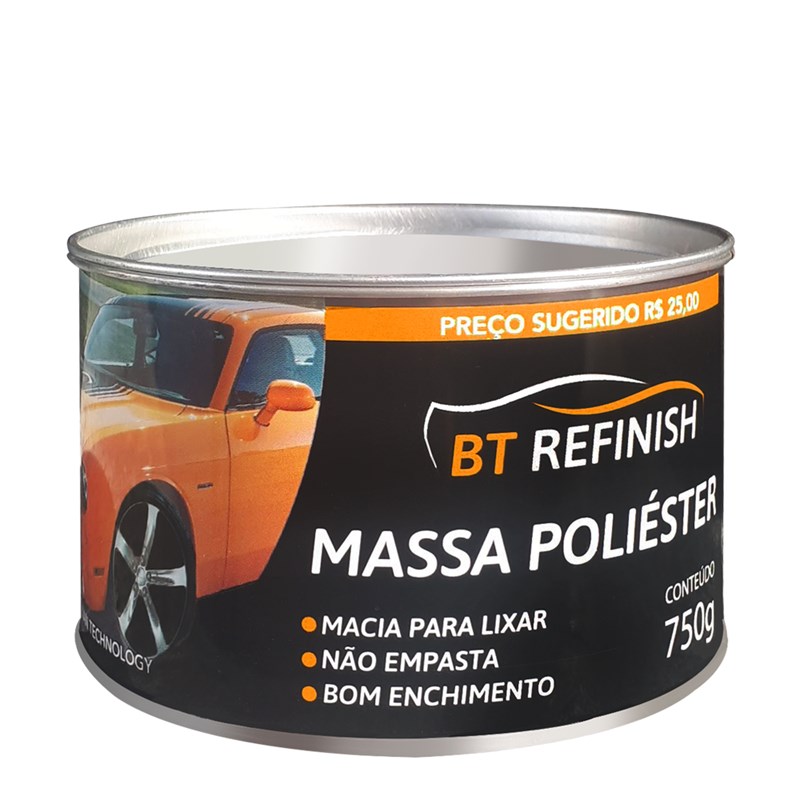 PREÇO SUGERIDO R$ 25,00
BT REFINISH
MASSA POLIÉSTER
MACIA PARA LIXAR
NÃO EMPASTA
BOM ENCHIMENTO
CONTEÚDO
750g
TECHNOLOGY